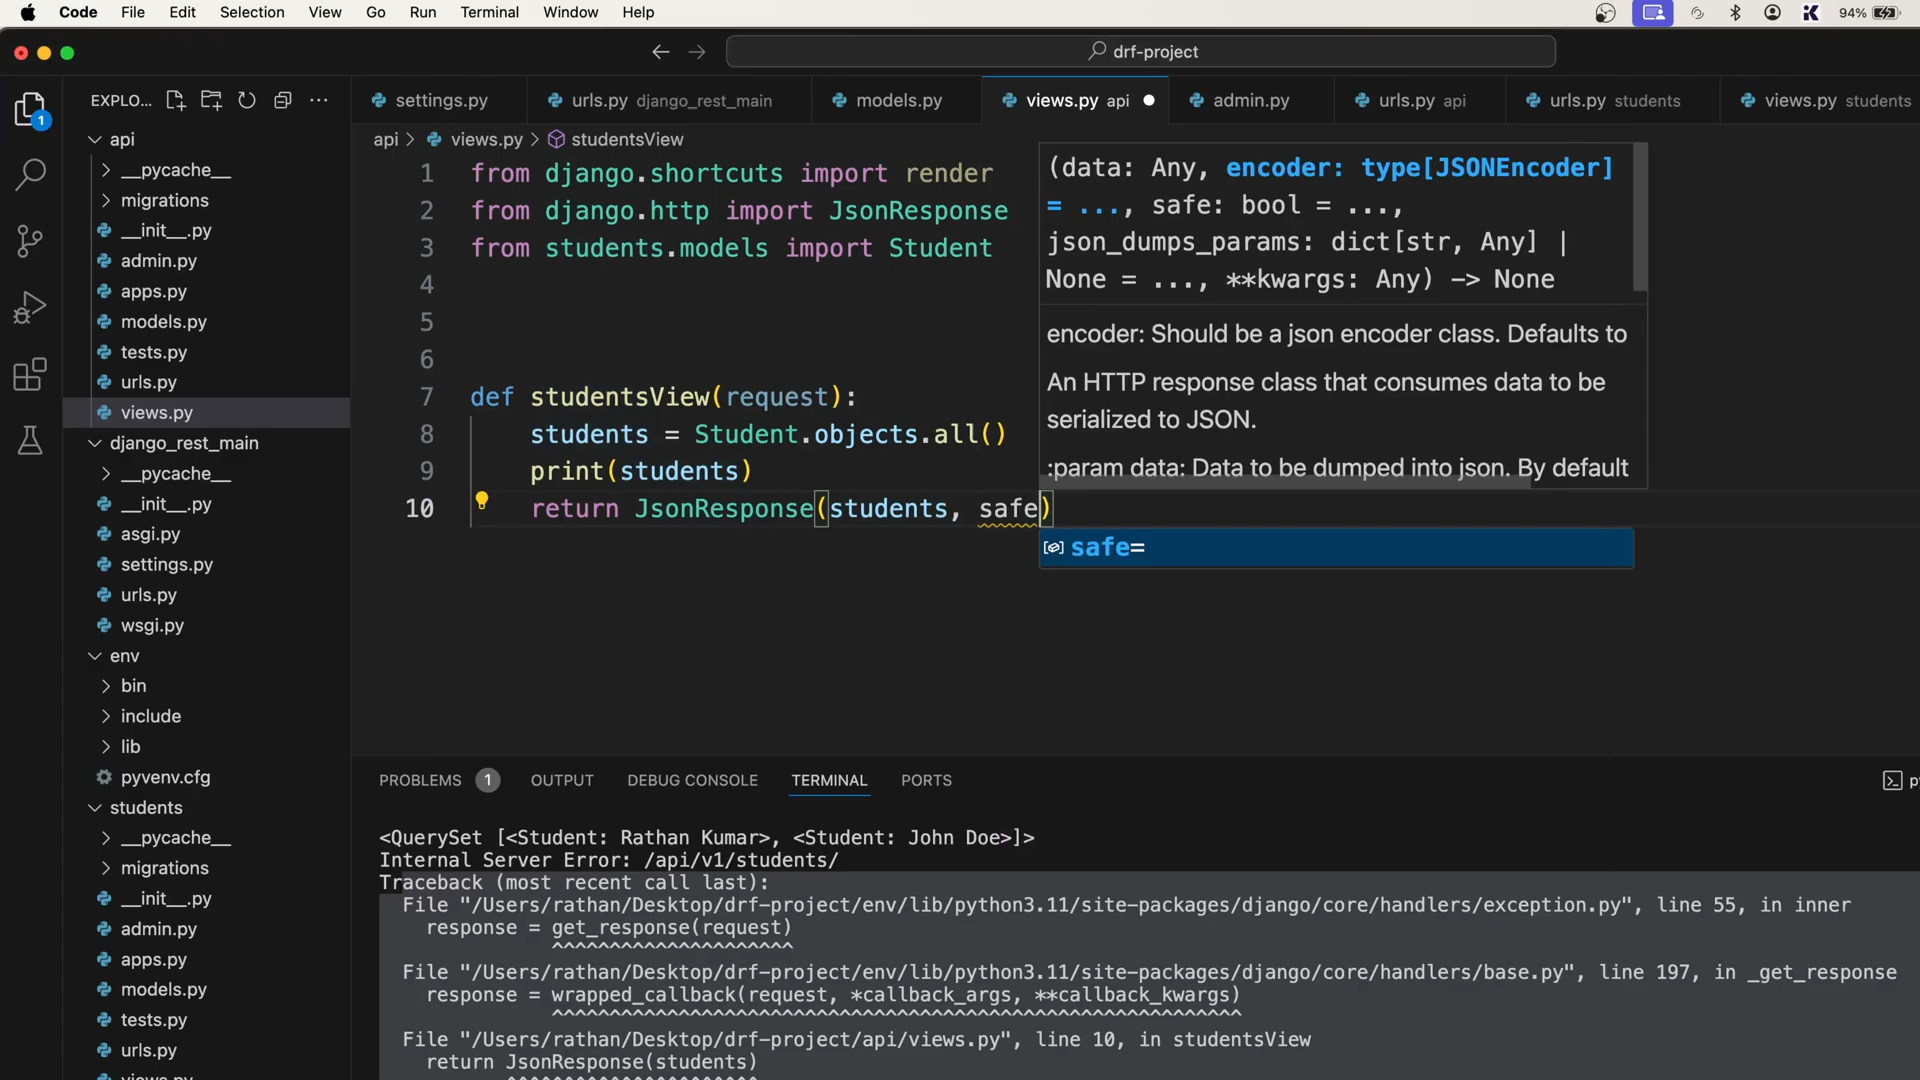 Code File Edit Selection View Go Run Terminal Window Help 94%
drf-project
EXPLO...
settings.py urls.py django_rest_main models.py views.py api admin.py urls.py api urls.py students views.py students
1
api > views.py > studentsView
api
__pycache__
migrations
__init__.py
admin.py
apps.py
models.py
tests.py
urls.py
views.py
django_rest_main
__pycache__
__init__.py
asgi.py
settings.py
urls.py
wsgi.py
env
bin
include
lib
pyvenv.cfg
students
__pycache__
migrations
__init__.py
admin.py
apps.py
models.py
tests.py
urls.py
views.py
1 from django.shortcuts import render
2 from django.http import JsonResponse
3 from students.models import Student
4
5
6
7 def studentsView(request):
8 students = Student.objects.all()
9 print(students)
10 return JsonResponse(students, safe)
(data: Any, encoder: type[JSONEncoder]
= ..., safe: bool = ...,
json_dumps_params: dict[str, Any] |
None = ..., **kwargs: Any) -> None
encoder: Should be a json encoder class. Defaults to
An HTTP response class that consumes data to be
serialized to JSON.
:param data: Data to be dumped into json. By default
safe=
PROBLEMS 1 OUTPUT DEBUG CONSOLE TERMINAL PORTS
<QuerySet [<Student: Rathan Kumar>, <Student: John Doe>]>
Internal Server Error: /api/v1/students/
Traceback (most recent call last):
File "/Users/rathan/Desktop/drf-project/env/lib/python3.11/site-packages/django/core/handlers/exception.py", line 55, in inner
response = get_response(request)
^^^^^^^^^^^^^^^^^^^^
File "/Users/rathan/Desktop/drf-project/env/lib/python3.11/site-packages/django/core/handlers/base.py", line 197, in _get_response
response = wrapped_callback(request, *callback_args, **callback_kwargs)
^^^^^^^^^^^^^^^^^^^^^^^^^^^^^^^^^^^^^^^^^^^^^^^^^^^^^^^^^^^^
File "/Users/rathan/Desktop/drf-project/api/views.py", line 10, in studentsView
return JsonResponse(students)
^^^^^^^^^^^^^^^^^^^^^